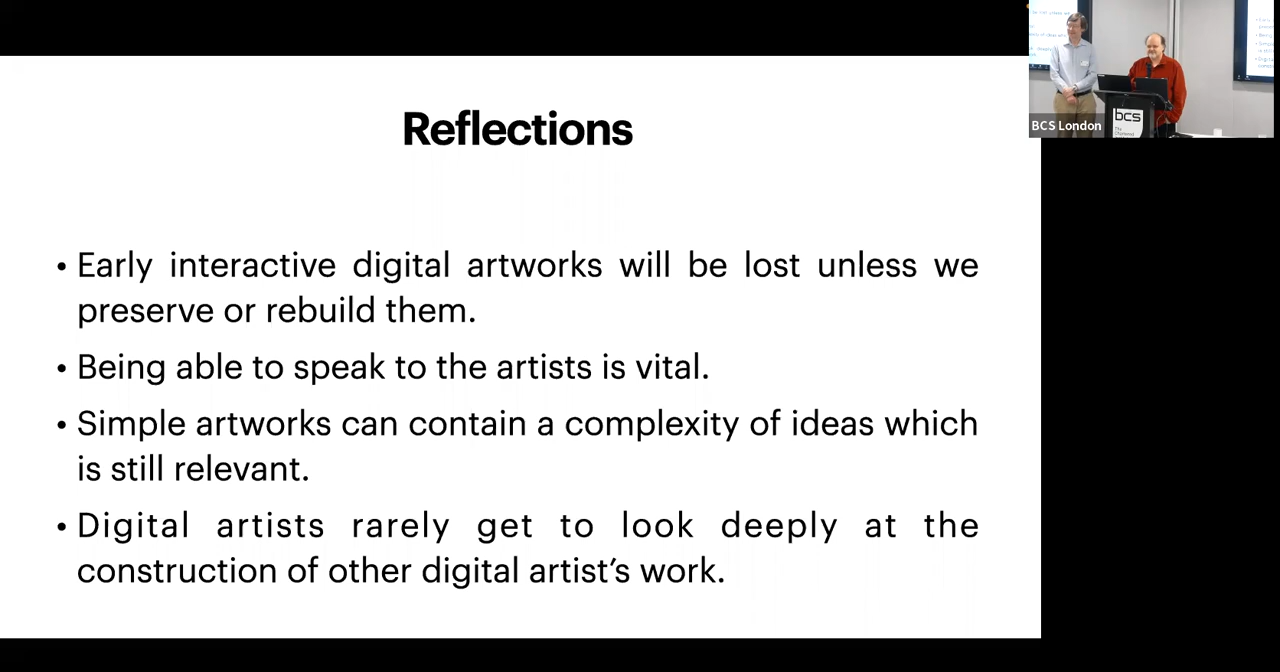 Reflections
• Early interactive digital artworks will be lost unless we
preserve or rebuild them.
• Being able to speak to the artists is vital.
• Simple artworks can contain a complexity of ideas which
is still relevant.
• Digital artists rarely get to look deeply at the
construction of other digital artist’s work.
BCS London
bcs